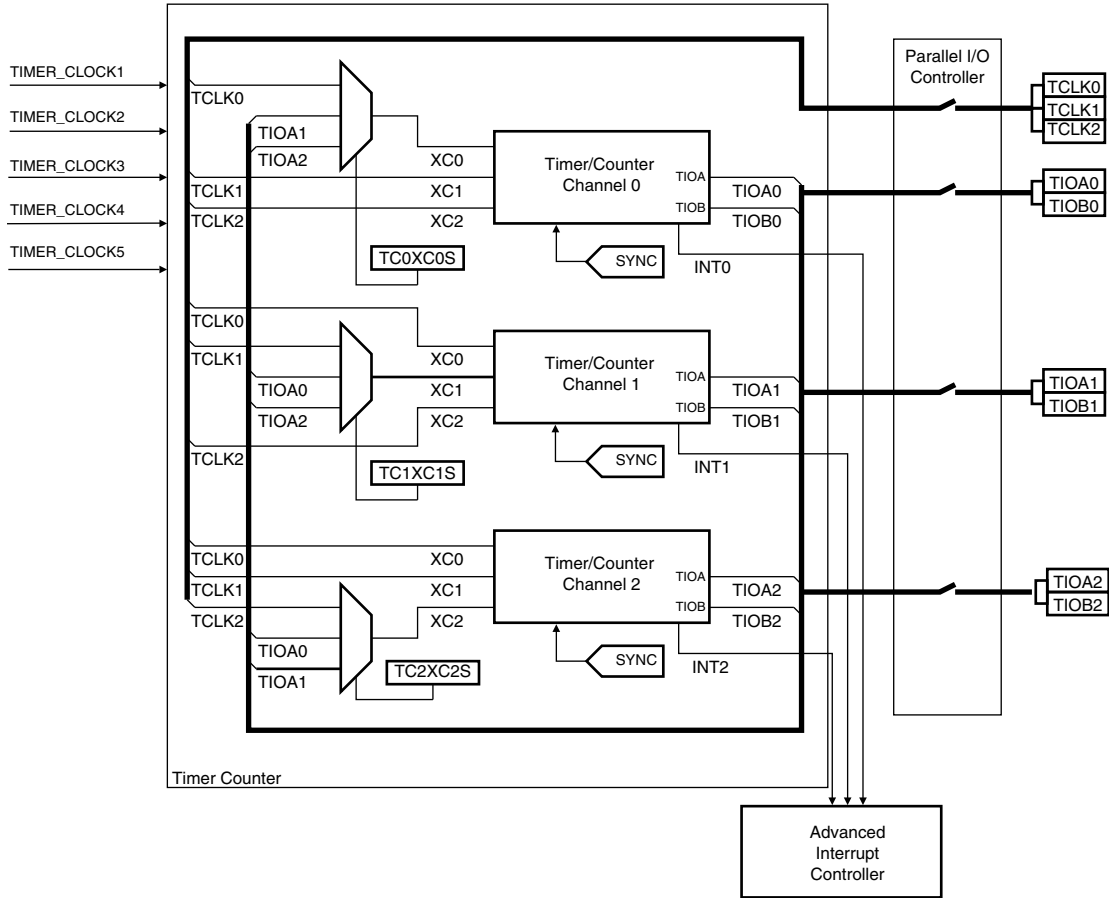 TIMER_CLOCK1
TIMER_CLOCK2
TIMER_CLOCK3
TIMER_CLOCK4
TIMER_CLOCK5
TCLK0
TIOA1
TIOA2
TCLK1
TCLK2
XC0
XC1
XC2
TC0XC0S
Timer/Counter
Channel 0
TIOA
TIOB
TIOA0
TIOB0
SYNC
INT0
TCLK0
TCLK1
TIOA0
TIOA2
TCLK2
XC0
XC1
XC2
TC1XC1S
Timer/Counter
Channel 1
TIOA
TIOB
TIOA1
TIOB1
SYNC
INT1
TCLK0
TCLK1
TCLK2
TIOA0
TIOA1
XC0
XC1
XC2
TC2XC2S
Timer/Counter
Channel 2
TIOA
TIOB
TIOA2
TIOB2
SYNC
INT2
Timer Counter
Parallel I/O
Controller
TCLK0
TCLK1
TCLK2
TIOA0
TIOB0
TIOA1
TIOB1
TIOA2
TIOB2
Advanced
Interrupt
Controller